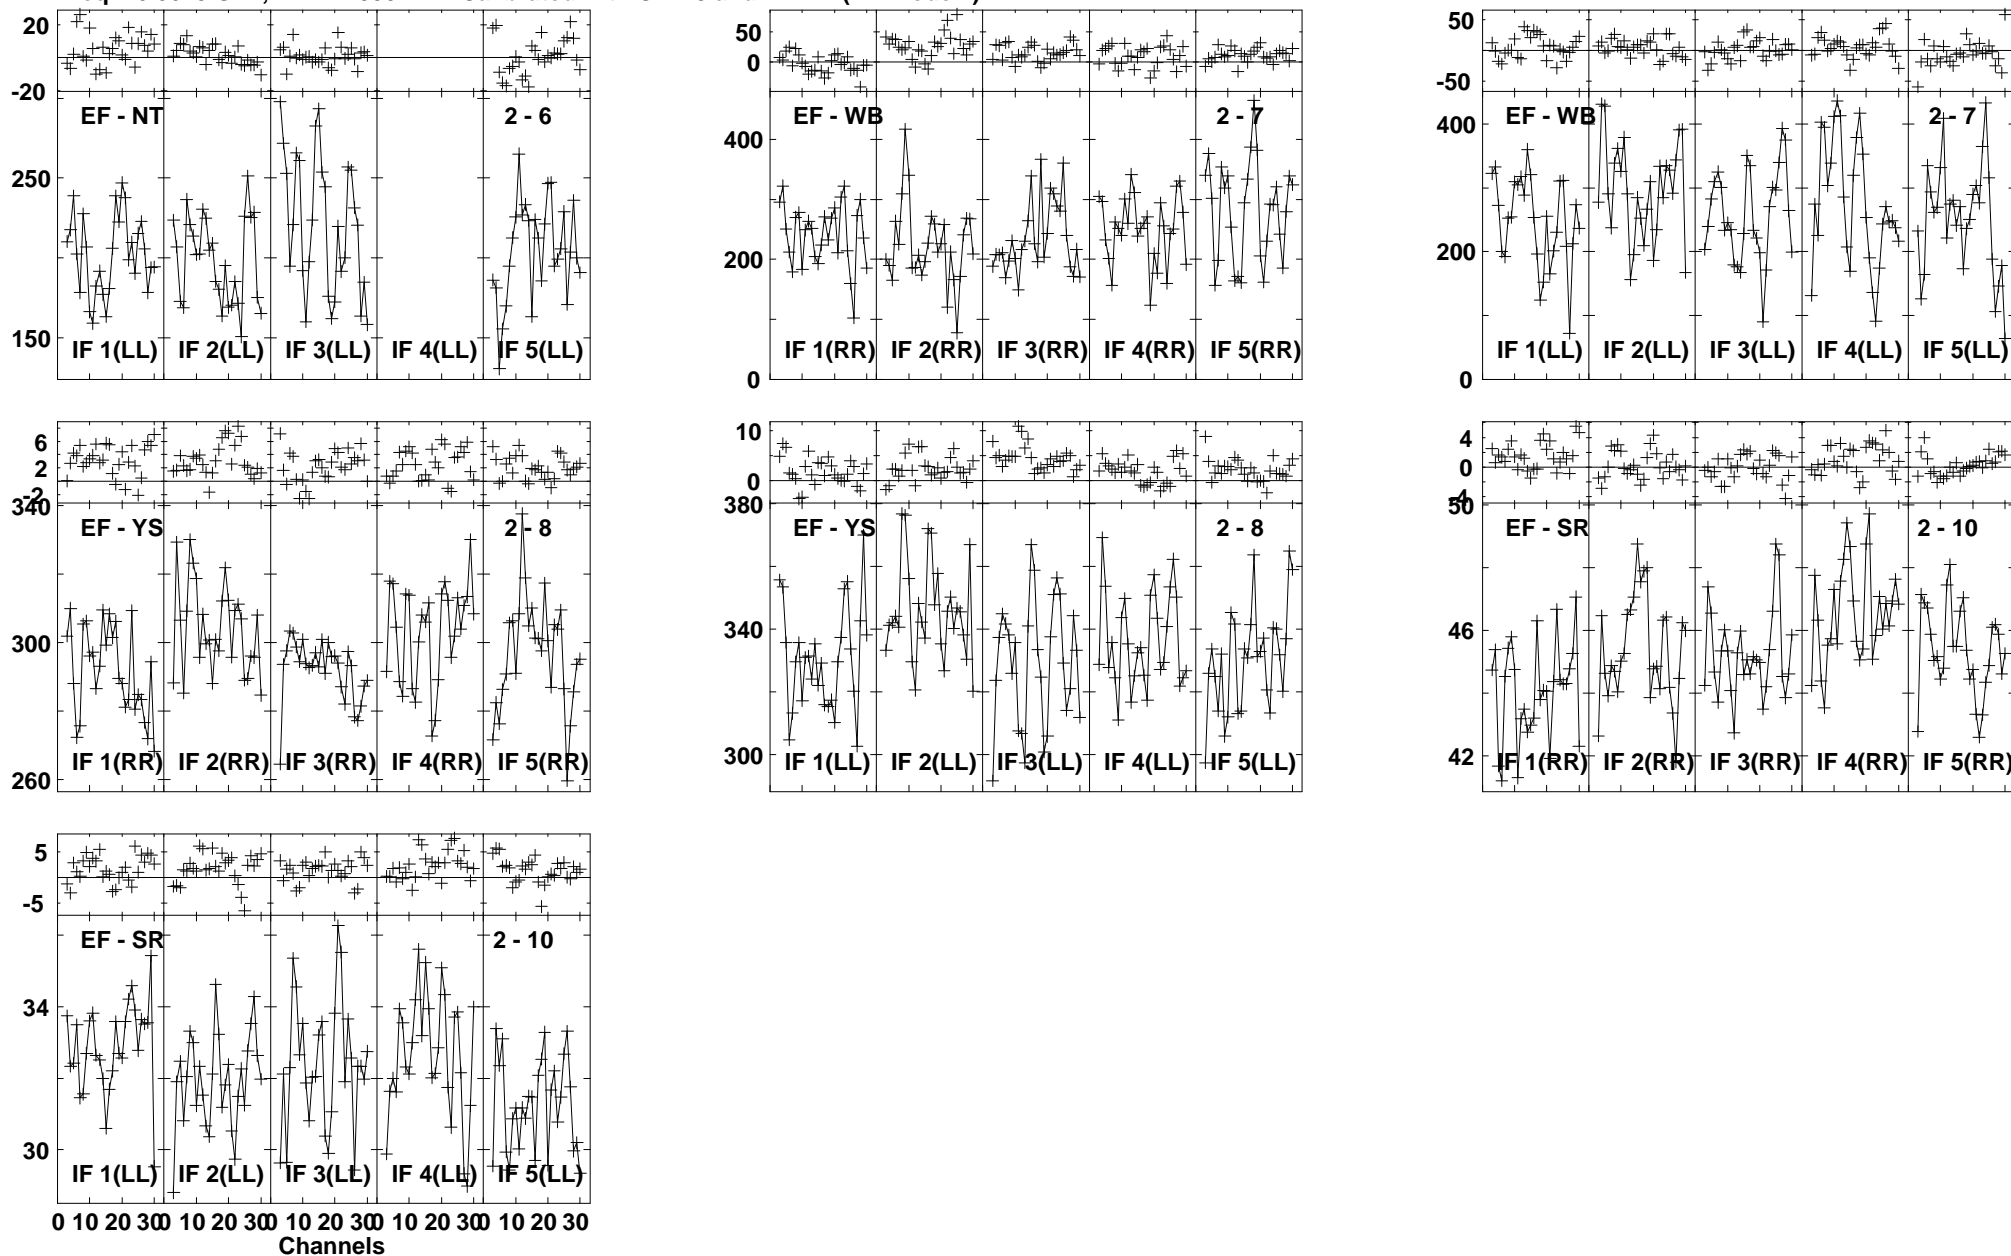 20
-20
EF - NT
2 - 6
250
150
IF 1(LL) IF 2(LL) IF 3(LL) IF 4(LL) IF 5(LL)
50
0
EF - WB
2 - 7
400
200
0
IF 1(RR) IF 2(RR) IF 3(RR) IF 4(RR) IF 5(RR)
50
-50
EF - WB
2 - 7
400
200
0
IF 1(LL) IF 2(LL) IF 3(LL) IF 4(LL) IF 5(LL)
6
2
-2
340
EF - YS
2 - 8
300
260
IF 1(RR) IF 2(RR) IF 3(RR) IF 4(RR) IF 5(RR)
10
0
380
EF - YS
2 - 8
340
300
IF 1(LL) IF 2(LL) IF 3(LL) IF 4(LL) IF 5(LL)
4
0
-4
50
EF - SR
2 - 10
46
42
IF 1(RR) IF 2(RR) IF 3(RR) IF 4(RR) IF 5(RR)
5
-5
EF - SR
2 - 10
34
30
IF 1(LL) IF 2(LL) IF 3(LL) IF 4(LL) IF 5(LL)
0 10 20 30 0 10 20 30 0 10 20 30 0 10 20 30 0 10 20 30
Channels